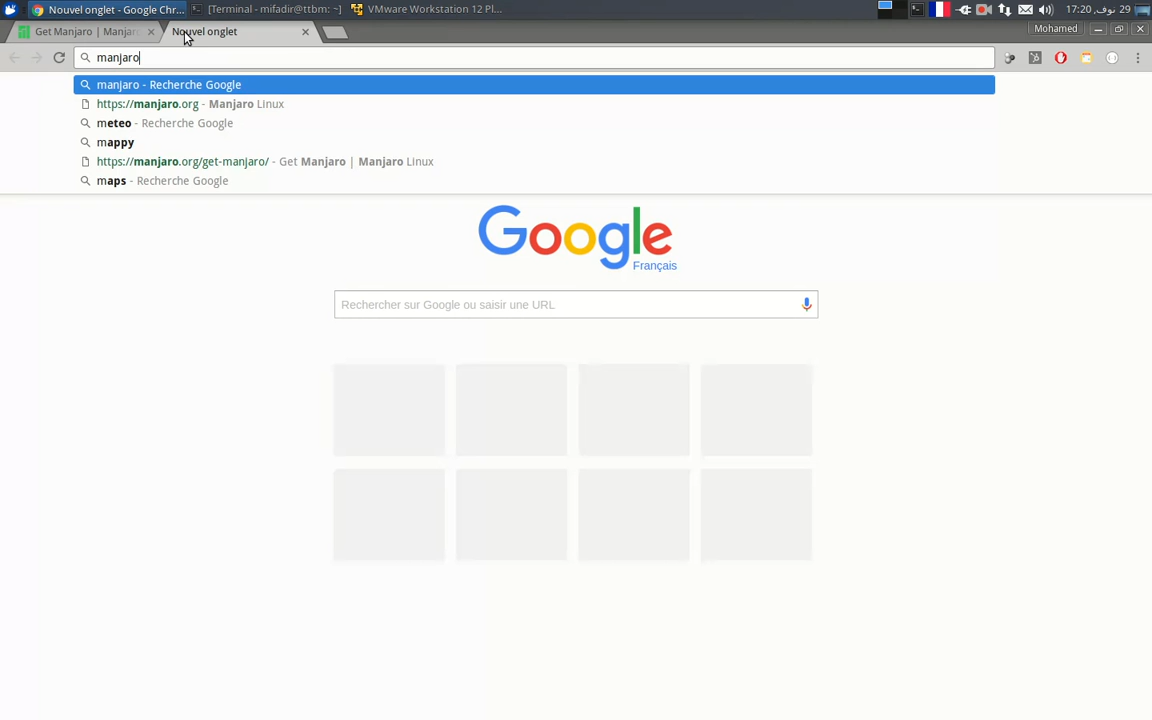 Nouvel onglet - Google Chr...
[Terminal - mifadir@ttbm: ~]
VMware Workstation 12 Pl...
29 نوف, 17:20
Get Manjaro | Manjar
Nouvel onglet
Mohamed
manjaro
manjaro - Recherche Google
https://manjaro.org - Manjaro Linux
meteo - Recherche Google
mappy
https://manjaro.org/get-manjaro/ - Get Manjaro | Manjaro Linux
maps - Recherche Google
Google
Français
Rechercher sur Google ou saisir une URL